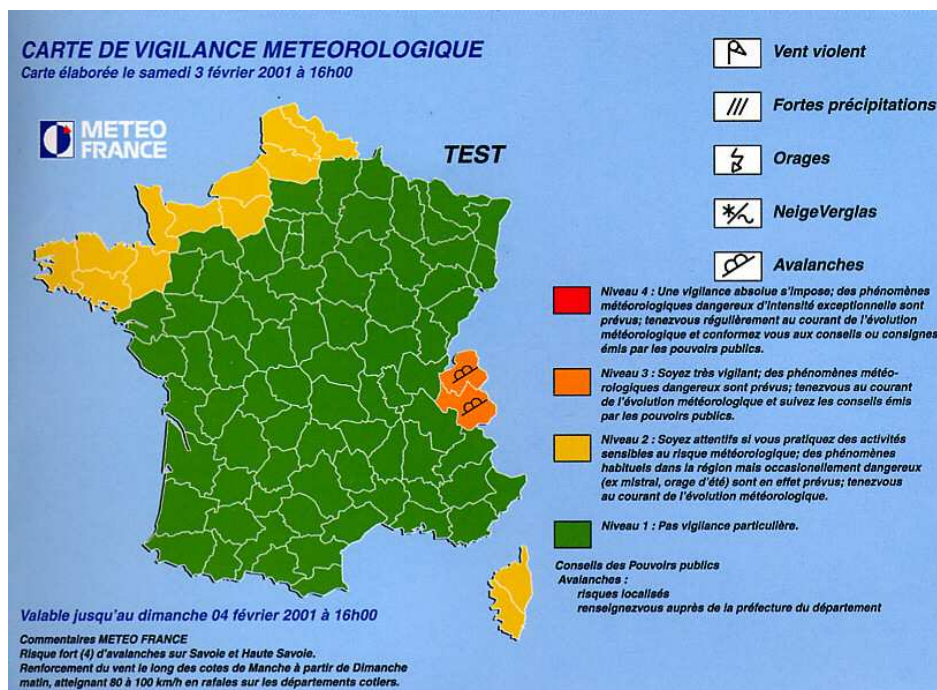 CARTE DE VIGILANCE METEOROLOGIQUE
Carte élaborée le samedi 3 février 2001 à 16h00
METEO
FRANCE
TEST
Vent violent
Fortes précipitations
Orages
NeigeVerglas
Avalanches
Niveau 4 : Une vigilance absolue s'impose; des phénomènes
météorologiques dangereux d'intensité exceptionnelle sont
prévus; tenezvous régulièrement au courant de l'évolution
météorologique et conformez vous aux conseils ou consignes
émis par les pouvoirs publics.
Niveau 3 : Soyez très vigilant; des phénomènes météo-
rologiques dangereux sont prévus; tenezvous au courant
de l'évolution météorologique et suivez les conseils émis
par les pouvoirs publics.
Niveau 2 : Soyez attentifs si vous pratiquez des activités
sensibles au risque météorologique; des phénomènes
habituels dans la région mais occasionellement dangereux
(ex mistral, orage d'été) sont en effet prévus; tenezvous
au courant de l'évolution météorologique.
Niveau 1 : Pas vigilance particulière.
Conseils des Pouvoirs publics
Avalanches :
risques localisés
renseignezvous auprès de la préfecture du département
Valable jusqu'au dimanche 04 février 2001 à 16h00
Commentaires METEO FRANCE
Risque fort (4) d'avalanches sur Savoie et Haute Savoie.
Renforcement du vent le long des cotes de Manche à partir de Dimanche
matin, atteignant 80 à 100 km/h en rafales sur les départements cotiers.